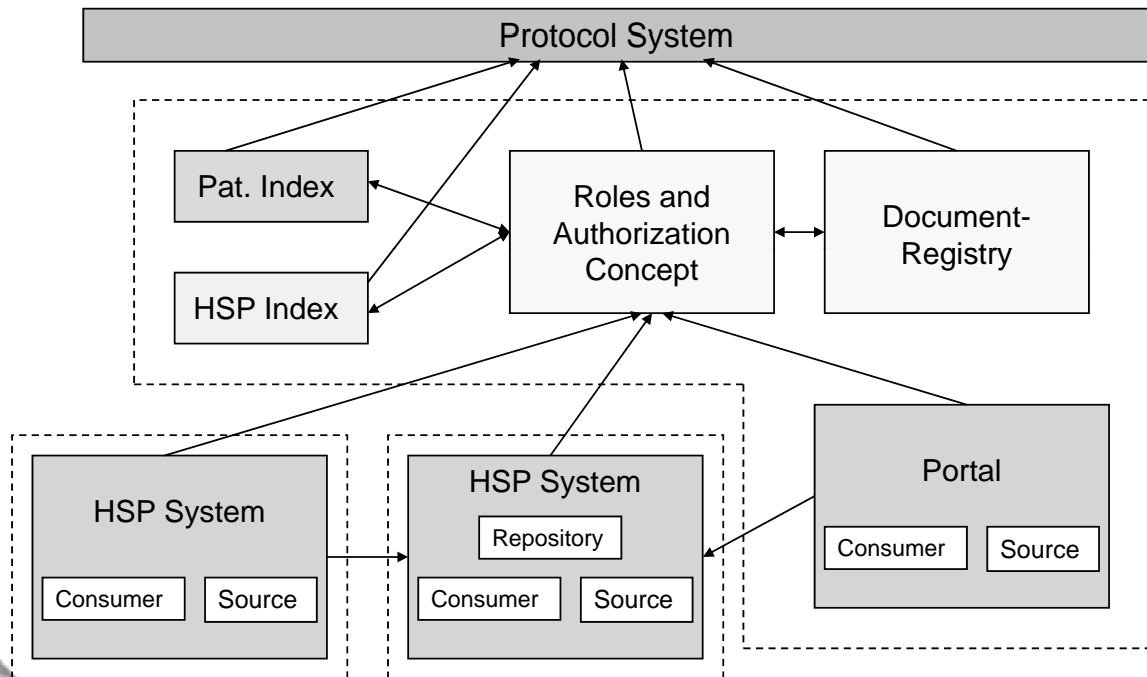 Protocol System
Pat. Index
HSP Index
Roles and
Authorization
Concept
Document-
Registry
HSP System
Consumer
Source
HSP System
Repository
Consumer
Source
Portal
Consumer
Source